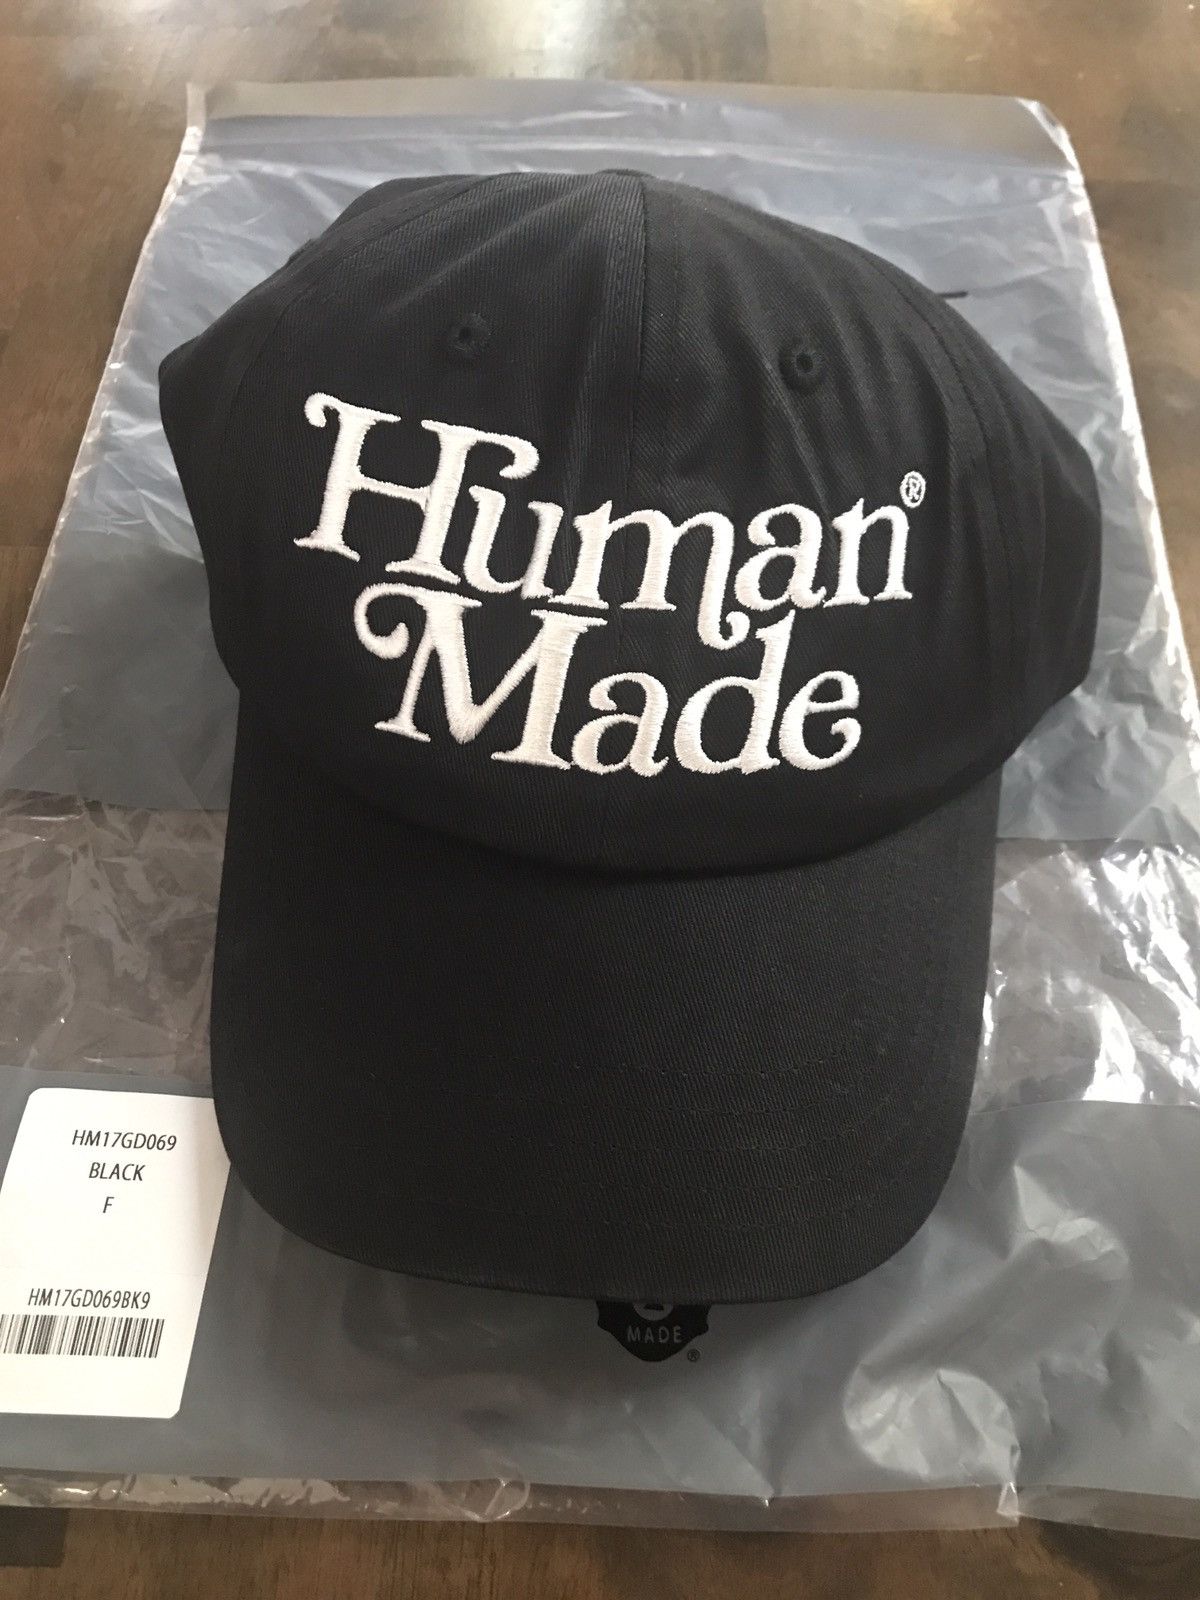 Human®
Made
HM17GD069
BLACK
F
HM17GD069BK9
MADE
®